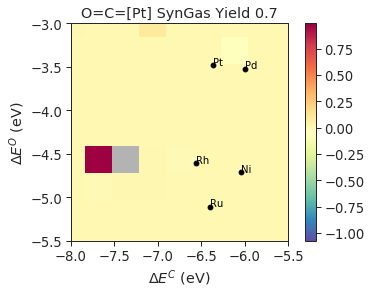 O=C=[Pt] SynGas Yield 0.7
−3.0
−3.5
−4.0
−4.5
−5.0
−5.5
ΔE^O (eV)
Pt
Pd
Rh
Ni
Ru
−8.0 −7.5 −7.0 −6.5 −6.0 −5.5
ΔE^C (eV)
0.75
0.50
0.25
0.00
−0.25
−0.50
−0.75
−1.00